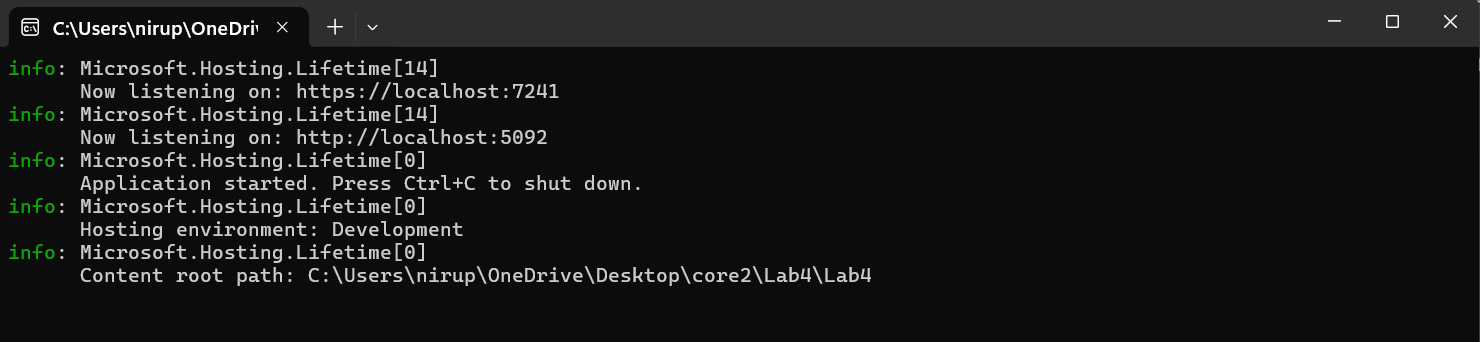 C:\Users\nirup\OneDri
info: Microsoft.Hosting.Lifetime[14]
Now listening on: https://localhost:7241
info: Microsoft.Hosting.Lifetime[14]
Now listening on: http://localhost:5092
info: Microsoft.Hosting.Lifetime[0]
Application started. Press Ctrl+C to shut down.
info: Microsoft.Hosting.Lifetime[0]
Hosting environment: Development
info: Microsoft.Hosting.Lifetime[0]
Content root path: C:\Users\nirup\OneDrive\Desktop\core2\Lab4\Lab4